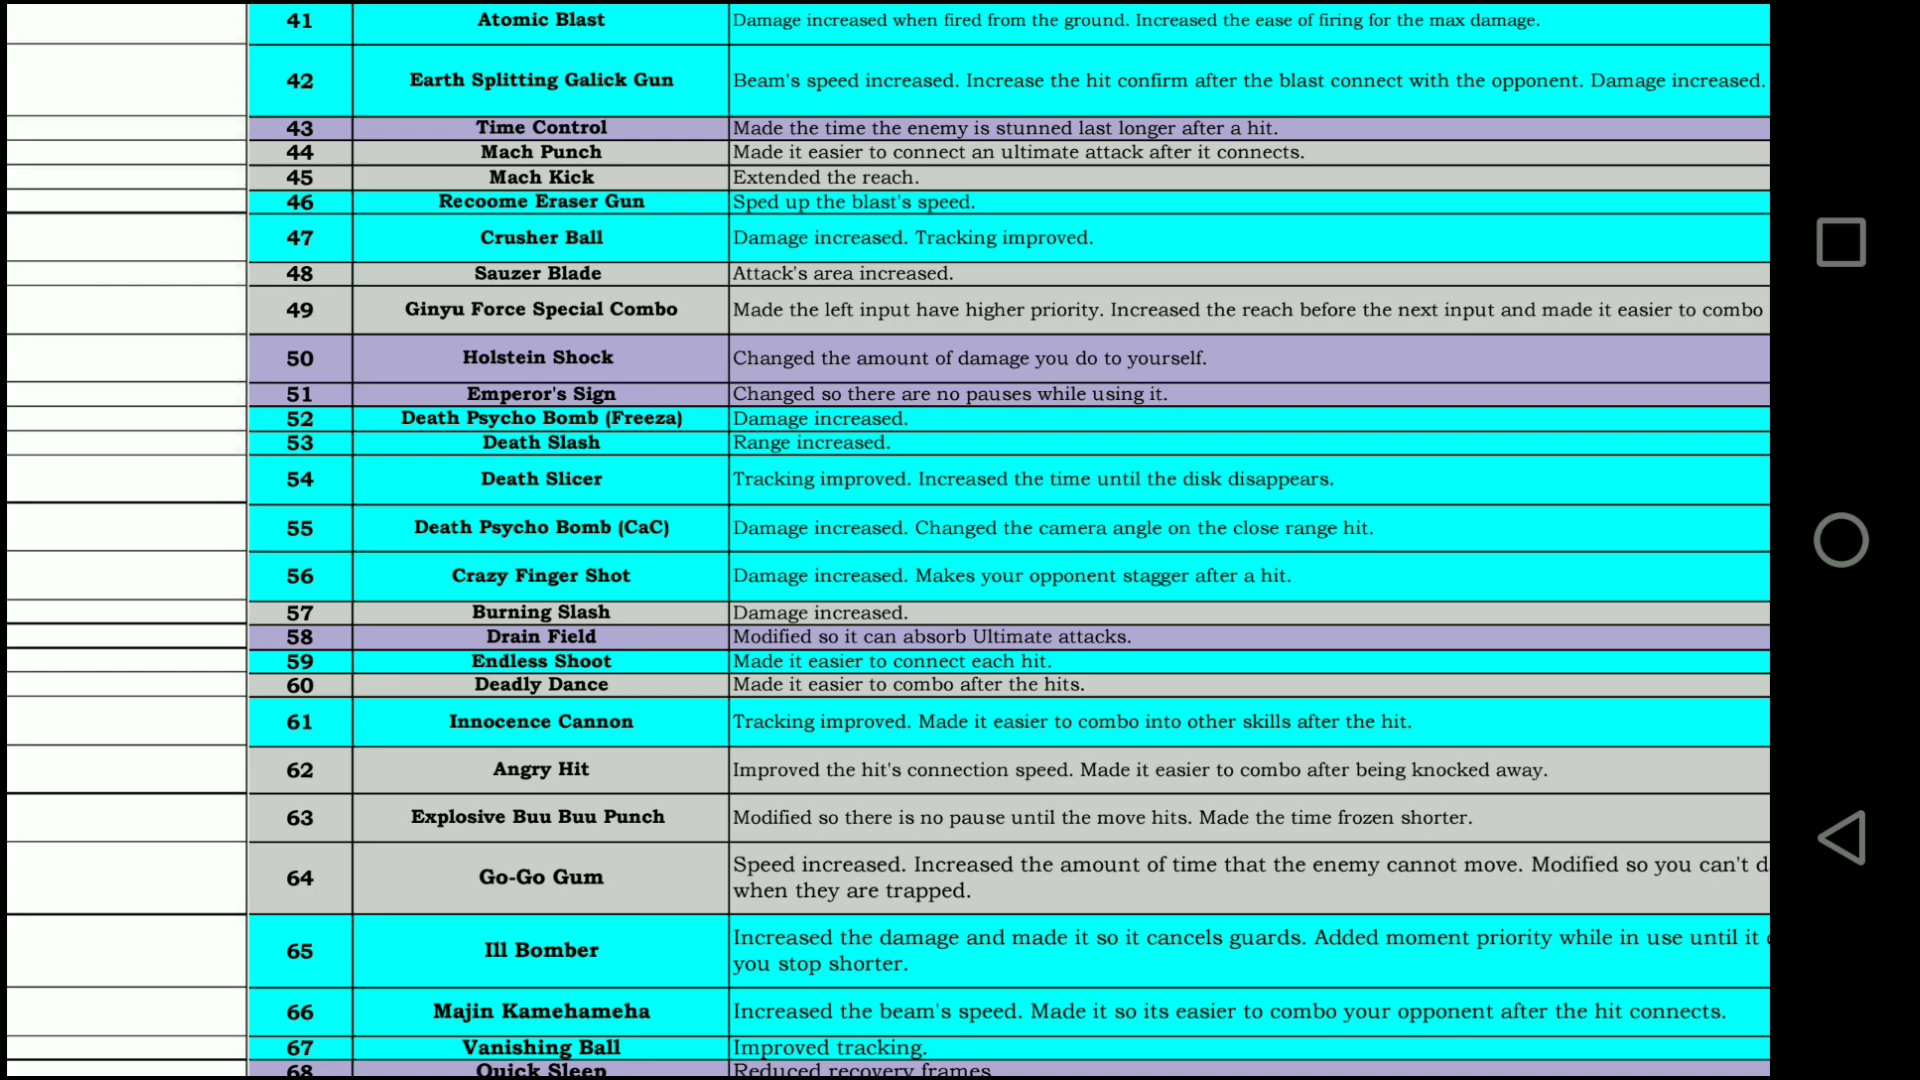 41 Atomic Blast Damage increased when fired from the ground. Increased the ease of firing for the max damage.
42 Earth Splitting Galick Gun Beam's speed increased. Increase the hit confirm after the blast connect with the opponent. Damage increased.
43 Time Control Made the time the enemy is stunned last longer after a hit.
44 Mach Punch Made it easier to connect an ultimate attack after it connects.
45 Mach Kick Extended the reach.
46 Recoome Eraser Gun Sped up the blast's speed.
47 Crusher Ball Damage increased. Tracking improved.
48 Sauzer Blade Attack's area increased.
49 Ginyu Force Special Combo Made the left input have higher priority. Increased the reach before the next input and made it easier to combo
50 Holstein Shock Changed the amount of damage you do to yourself.
51 Emperor's Sign Changed so there are no pauses while using it.
52 Death Psycho Bomb (Freeza) Damage increased.
53 Death Slash Range increased.
54 Death Slicer Tracking improved. Increased the time until the disk disappears.
55 Death Psycho Bomb (CaC) Damage increased. Changed the camera angle on the close range hit.
56 Crazy Finger Shot Damage increased. Makes your opponent stagger after a hit.
57 Burning Slash Damage increased.
58 Drain Field Modified so it can absorb Ultimate attacks.
59 Endless Shoot Made it easier to connect each hit.
60 Deadly Dance Made it easier to combo after the hits.
61 Innocence Cannon Tracking improved. Made it easier to combo into other skills after the hit.
62 Angry Hit Improved the hit's connection speed. Made it easier to combo after being knocked away.
63 Explosive Buu Buu Punch Modified so there is no pause until the move hits. Made the time frozen shorter.
64 Go-Go Gum Speed increased. Increased the amount of time that the enemy cannot move. Modified so you can't d
when they are trapped.
65 Ill Bomber Increased the damage and made it so it cancels guards. Added moment priority while in use until it
you stop shorter.
66 Majin Kamehameha Increased the beam's speed. Made it so its easier to combo your opponent after the hit connects.
67 Vanishing Ball Improved tracking.
68 Quick Sleep Reduced recovery frames